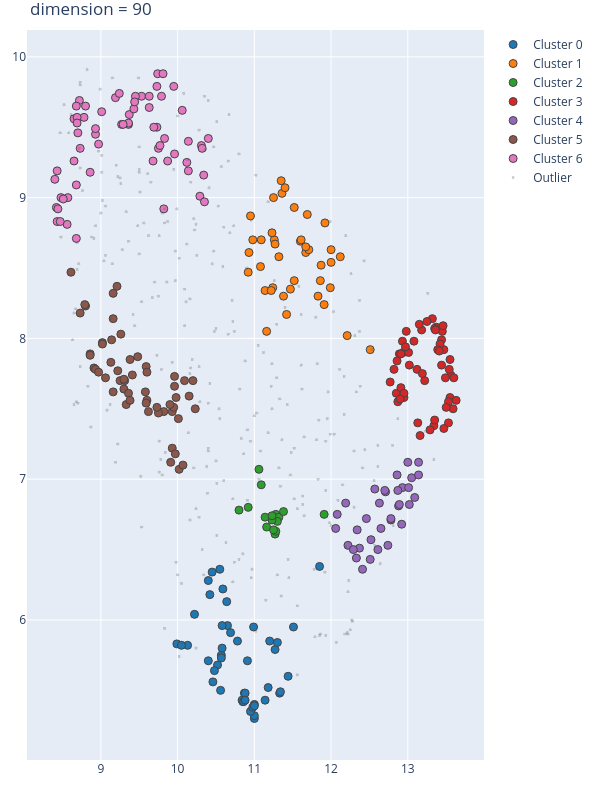 dimension = 90
10
9
8
7
6
9 10 11 12 13
Cluster 0
Cluster 1
Cluster 2
Cluster 3
Cluster 4
Cluster 5
Cluster 6
Outlier